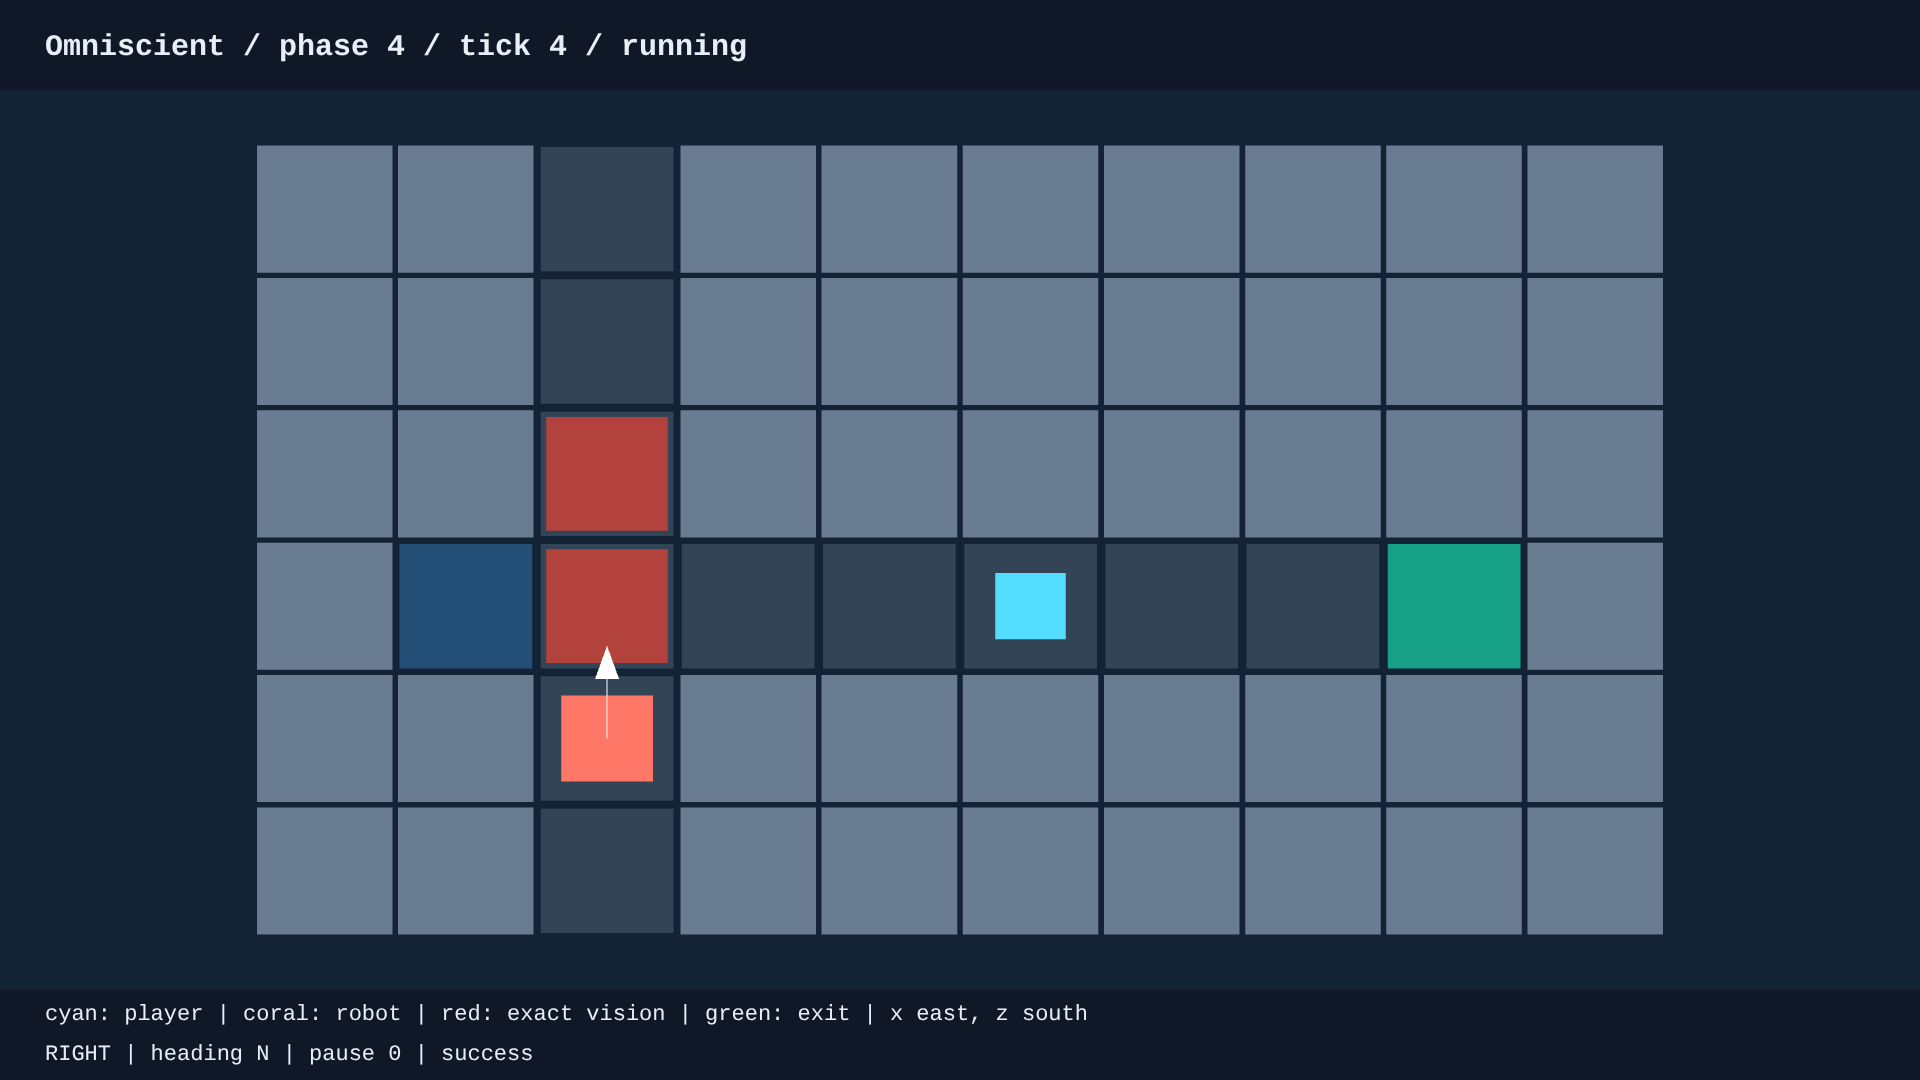 Omniscient / phase 4 / tick 4 / running
cyan: player | coral: robot | red: exact vision | green: exit | x east, z south
RIGHT | heading N | pause 0 | success